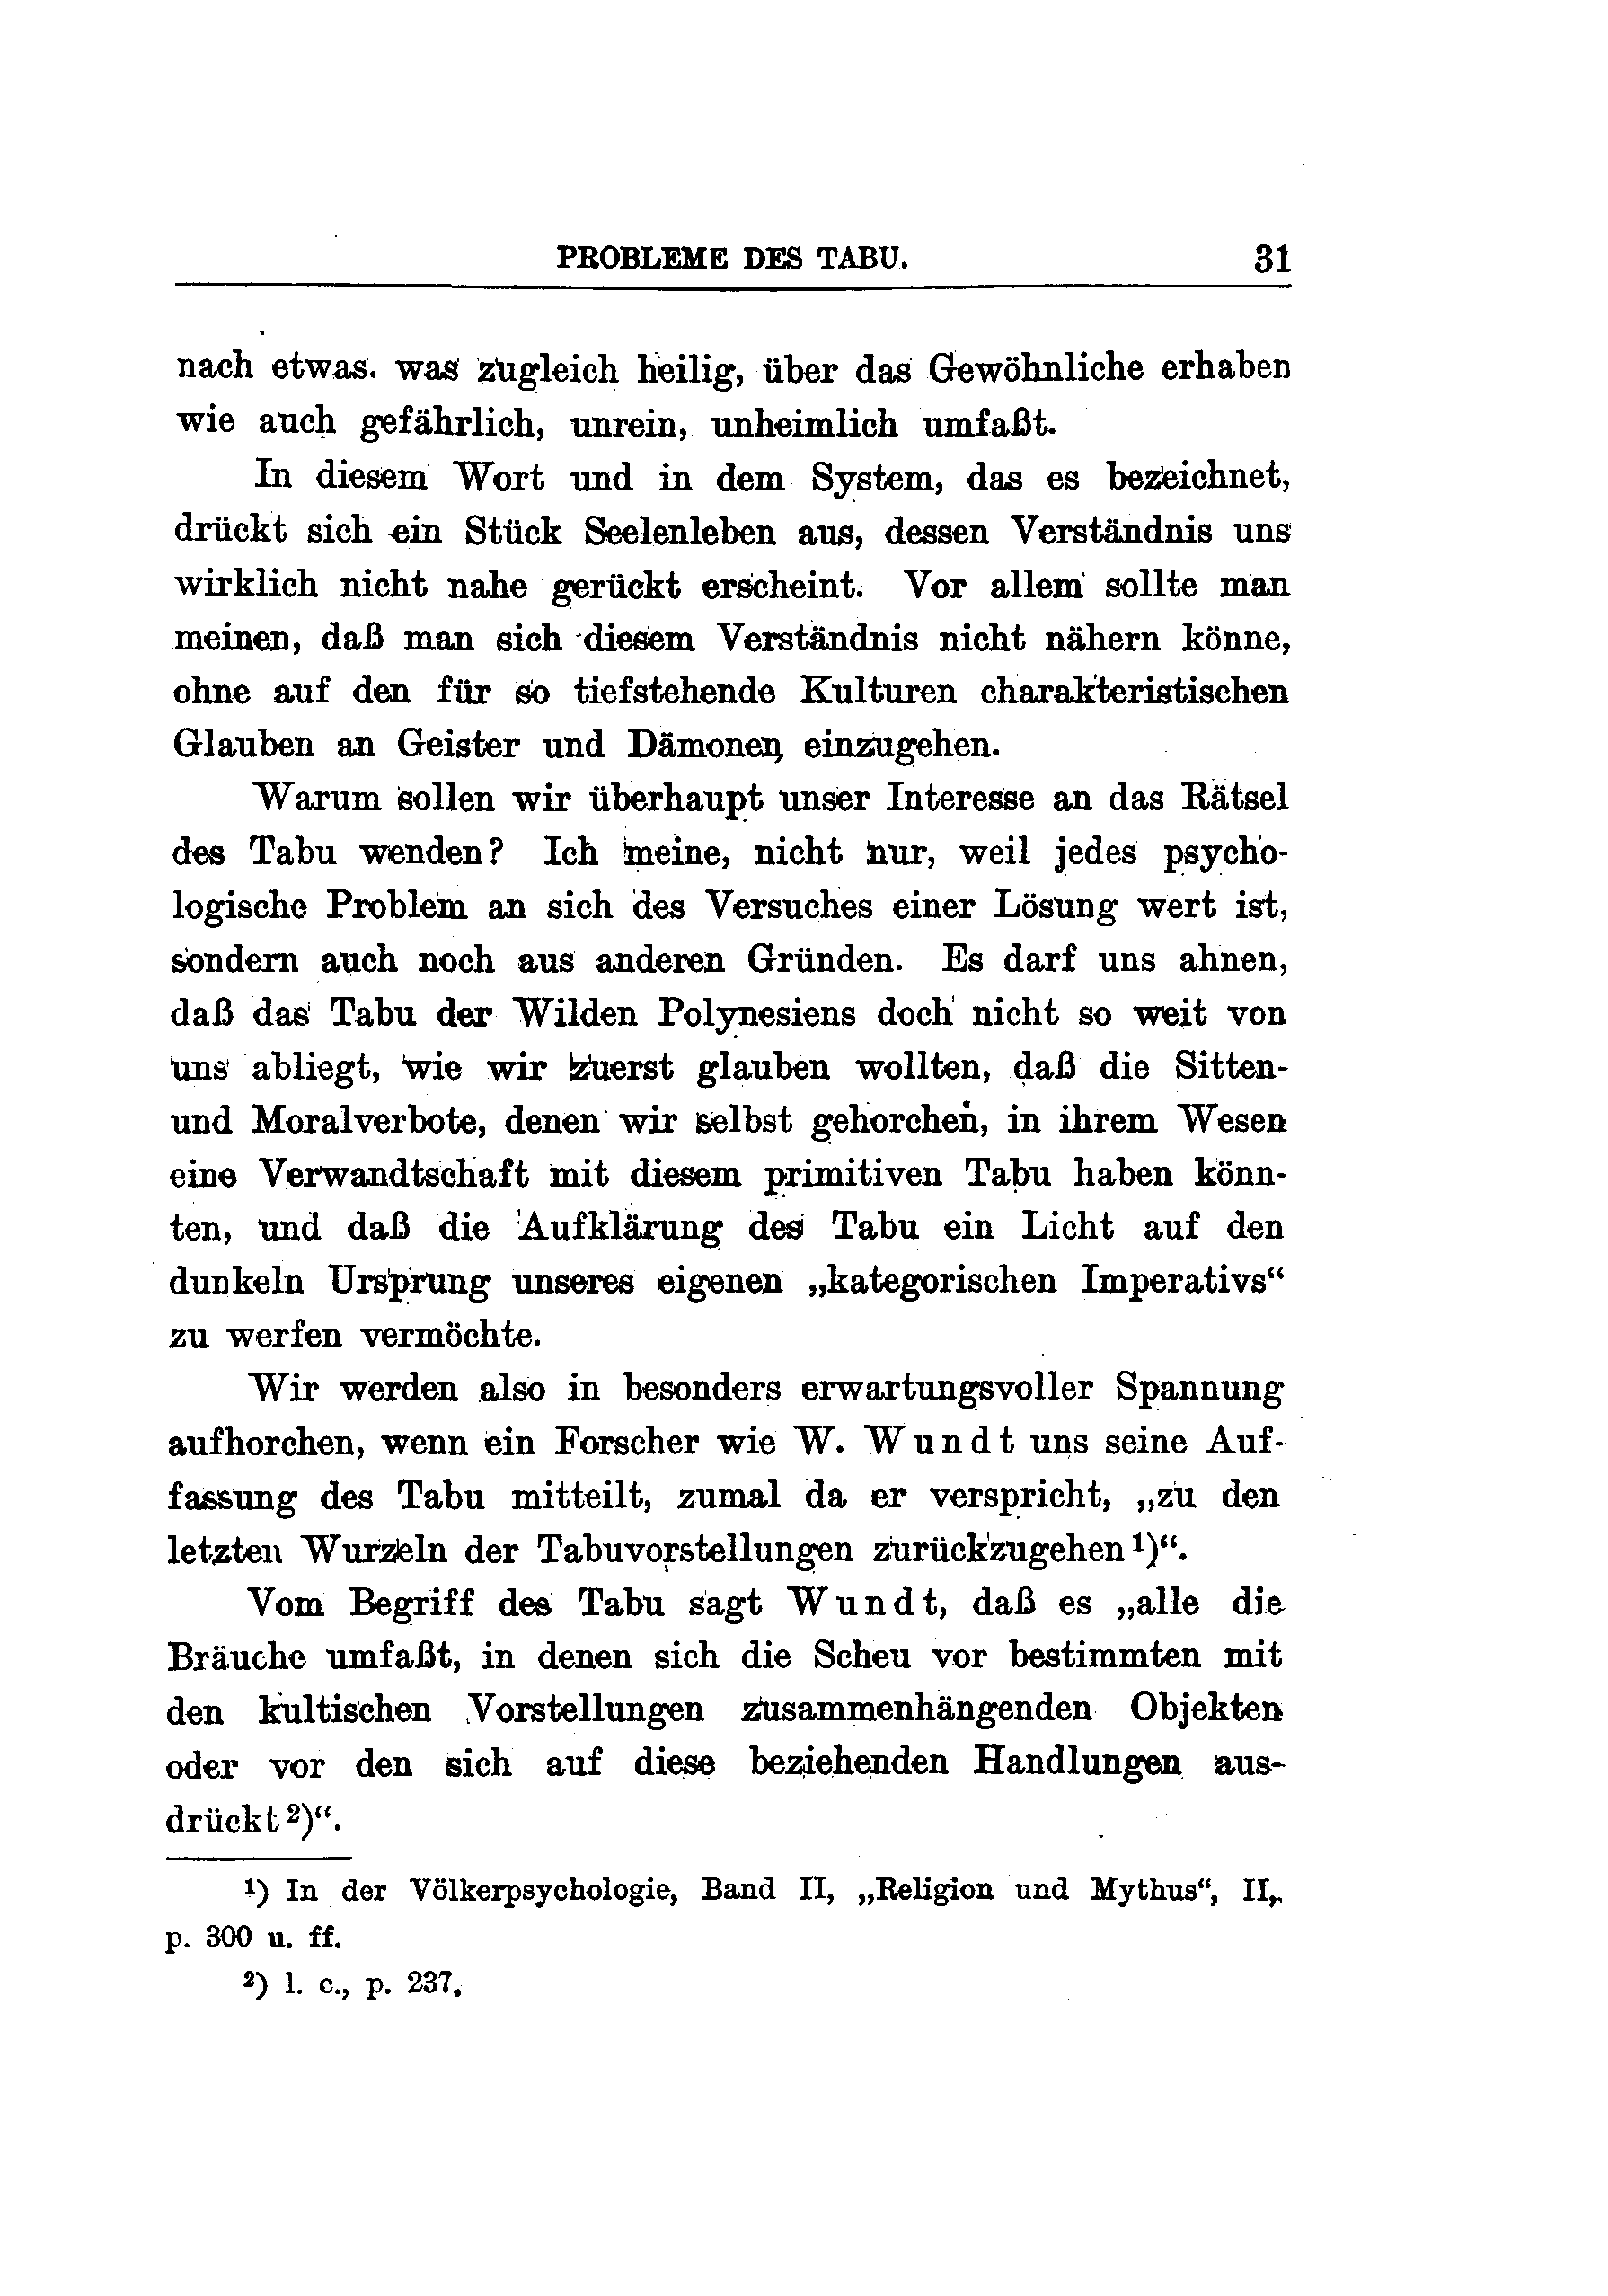 PROBLEME DES TABU. 31
nach etwas. was zugleich heilig, über das Gewöhnliche erhaben
wie auch gefährlich, unrein, unheimlich umfaßt.
In diesem Wort und in dem System, das es bezeichnet,
drückt sich ein Stück Seelenleben aus, dessen Verständnis uns
wirklich nicht nahe gerückt erscheint. Vor allem sollte man
meinen, daß man sich diesem Verständnis nicht nähern könne,
ohne auf den für so tiefstehende Kulturen charakteristischen
Glauben an Geister und Dämonen einzugehen.
Warum sollen wir überhaupt unser Interesse an das Rätsel
des Tabu wenden? Ich meine, nicht nur, weil jedes psycho-
logische Problem an sich des Versuches einer Lösung wert ist,
sondern auch noch aus anderen Gründen. Es darf uns ahnen,
daß das Tabu der Wilden Polynesiens doch nicht so weit von
uns abliegt, wie wir zuerst glauben wollten, daß die Sitten-
und Moralverbote, denen wir selbst gehorchen, in ihrem Wesen
eine Verwandtschaft mit diesem primitiven Tabu haben könn-
ten, und daß die Aufklärung des Tabu ein Licht auf den
dunkeln Ursprung unseres eigenen „kategorischen Imperativs“
zu werfen vermöchte.
Wir werden also in besonders erwartungsvoller Spannung
aufhorchen, wenn ein Forscher wie W. Wundt uns seine Auf-
fassung des Tabu mitteilt, zumal da er verspricht, „zu den
letzten Wurzeln der Tabuvorstellungen zurückzugehen¹)“.
Vom Begriff des Tabu sagt Wundt, daß es „alle die
Bräuche umfaßt, in denen sich die Scheu vor bestimmten mit
den kultischen Vorstellungen zusammenhängenden Objekten
oder vor den sich auf diese beziehenden Handlungen aus-
drückt²)“.
¹) In der Völkerpsychologie, Band II, „Religion und Mythus“, II,
p. 300 u. ff.
²) l. c., p. 237.